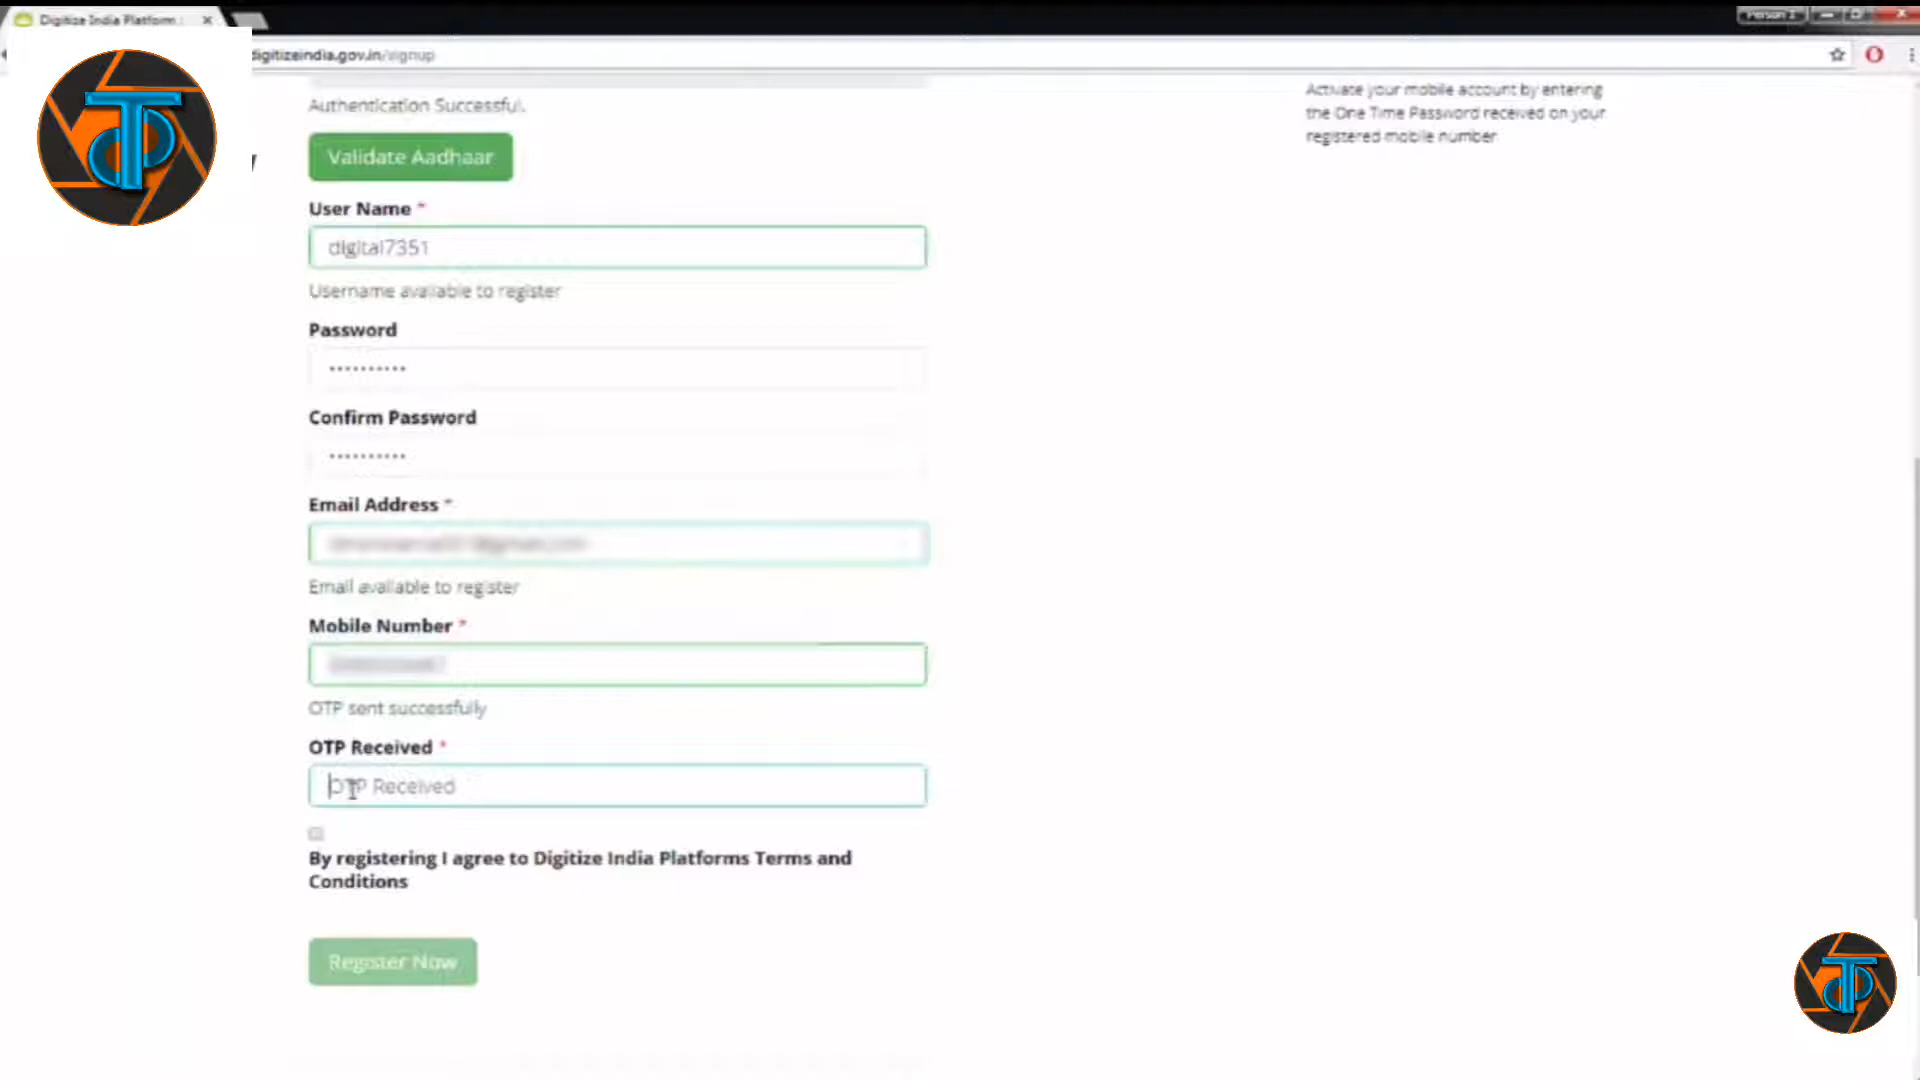 Digitize India Platform :
Person 1
digitizeindia.gov.in/signup
Activate your mobile account by entering
the One Time Password received on your
registered mobile number
Authentication Successful.
Validate Aadhaar
User Name *
digital7351
Username available to register
Password
••••••••••
Confirm Password
••••••••••
Email Address *
Email available to register
Mobile Number *
OTP sent successfully
OTP Received *
OTP Received
By registering I agree to Digitize India Platforms Terms and
Conditions
Register Now